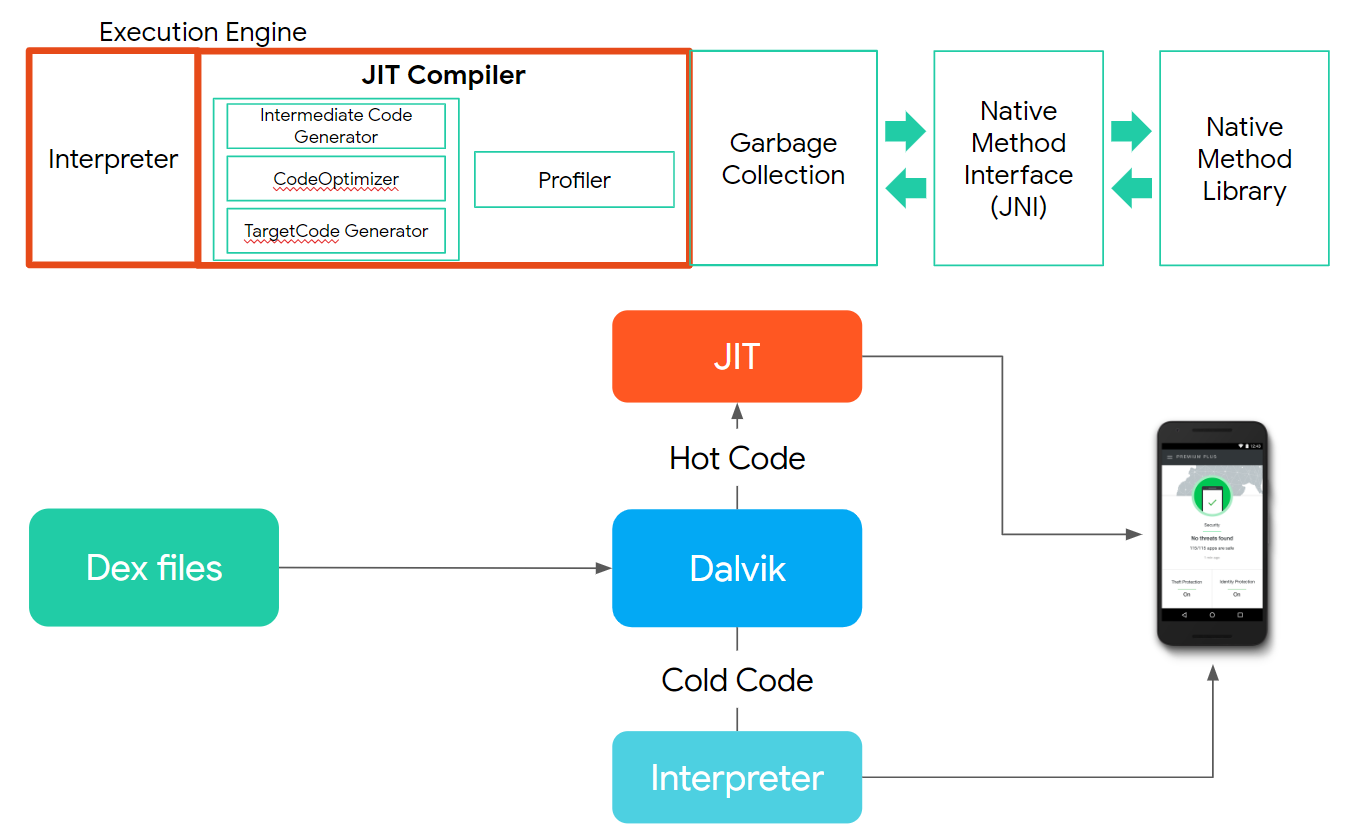 Execution Engine
JIT Compiler
Intermediate Code
Generator
Interpreter
CodeOptimizer
TargetCode Generator
Profiler
Garbage
Collection
Native
Method
Interface
(JNI)
Native
Method
Library
JIT
Hot Code
Dex files
Dalvik
Cold Code
Interpreter
PREMIUM PLUS
Security
No threats found
115/115 apps are safe
Theft Protection
On
Identity Protection
On